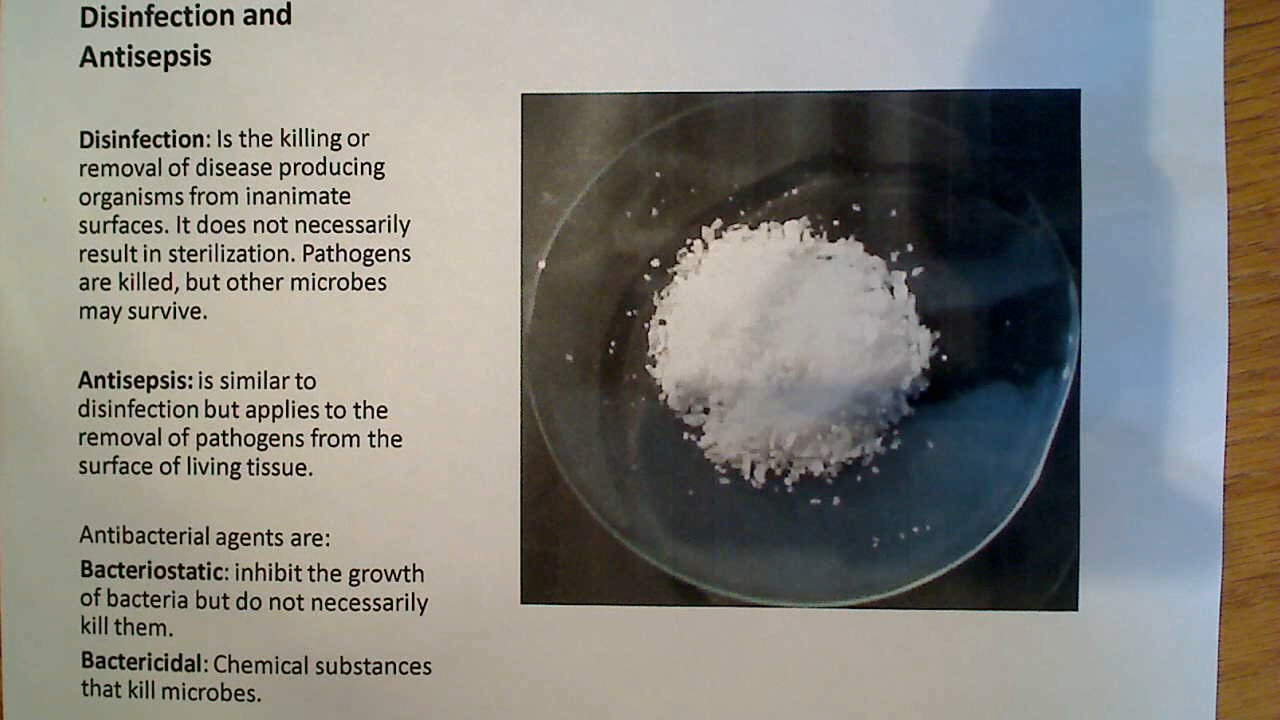 Disinfection and
Antisepsis
Disinfection: Is the killing or
removal of disease producing
organisms from inanimate
surfaces. It does not necessarily
result in sterilization. Pathogens
are killed, but other microbes
may survive.
Antisepsis: is similar to
disinfection but applies to the
removal of pathogens from the
surface of living tissue.
Antibacterial agents are:
Bacteriostatic: inhibit the growth
of bacteria but do not necessarily
kill them.
Bactericidal: Chemical substances
that kill microbes.